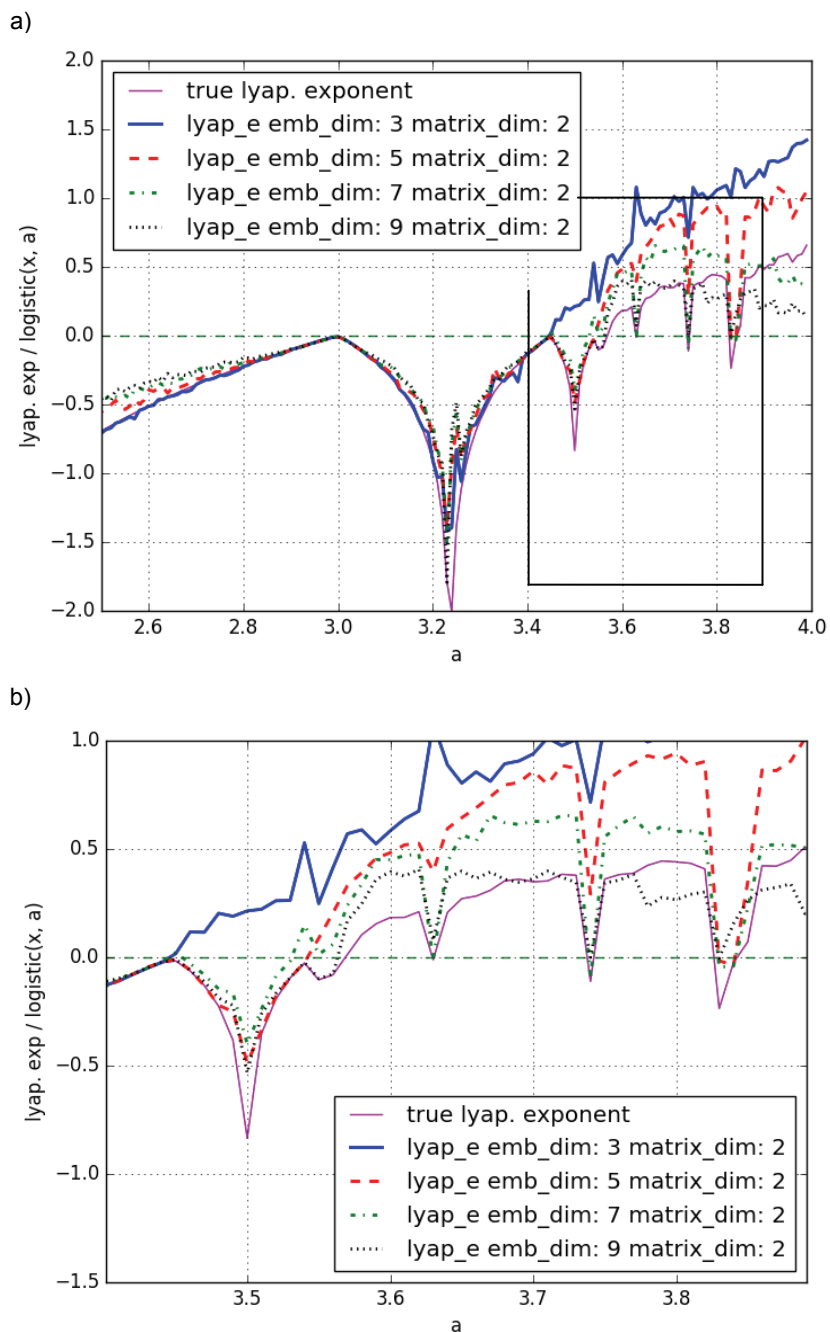 a)
2.0
1.5
1.0
0.5
0.0
−0.5
−1.0
−1.5
−2.0
lyap. exp / logistic(x, a)
true lyap. exponent
lyap_e emb_dim: 3 matrix_dim: 2
lyap_e emb_dim: 5 matrix_dim: 2
lyap_e emb_dim: 7 matrix_dim: 2
lyap_e emb_dim: 9 matrix_dim: 2
2.6 2.8 3.0 3.2 3.4 3.6 3.8 4.0
a
b)
1.0
0.5
0.0
−0.5
−1.0
−1.5
lyap. exp / logistic(x, a)
true lyap. exponent
lyap_e emb_dim: 3 matrix_dim: 2
lyap_e emb_dim: 5 matrix_dim: 2
lyap_e emb_dim: 7 matrix_dim: 2
lyap_e emb_dim: 9 matrix_dim: 2
3.5 3.6 3.7 3.8
a